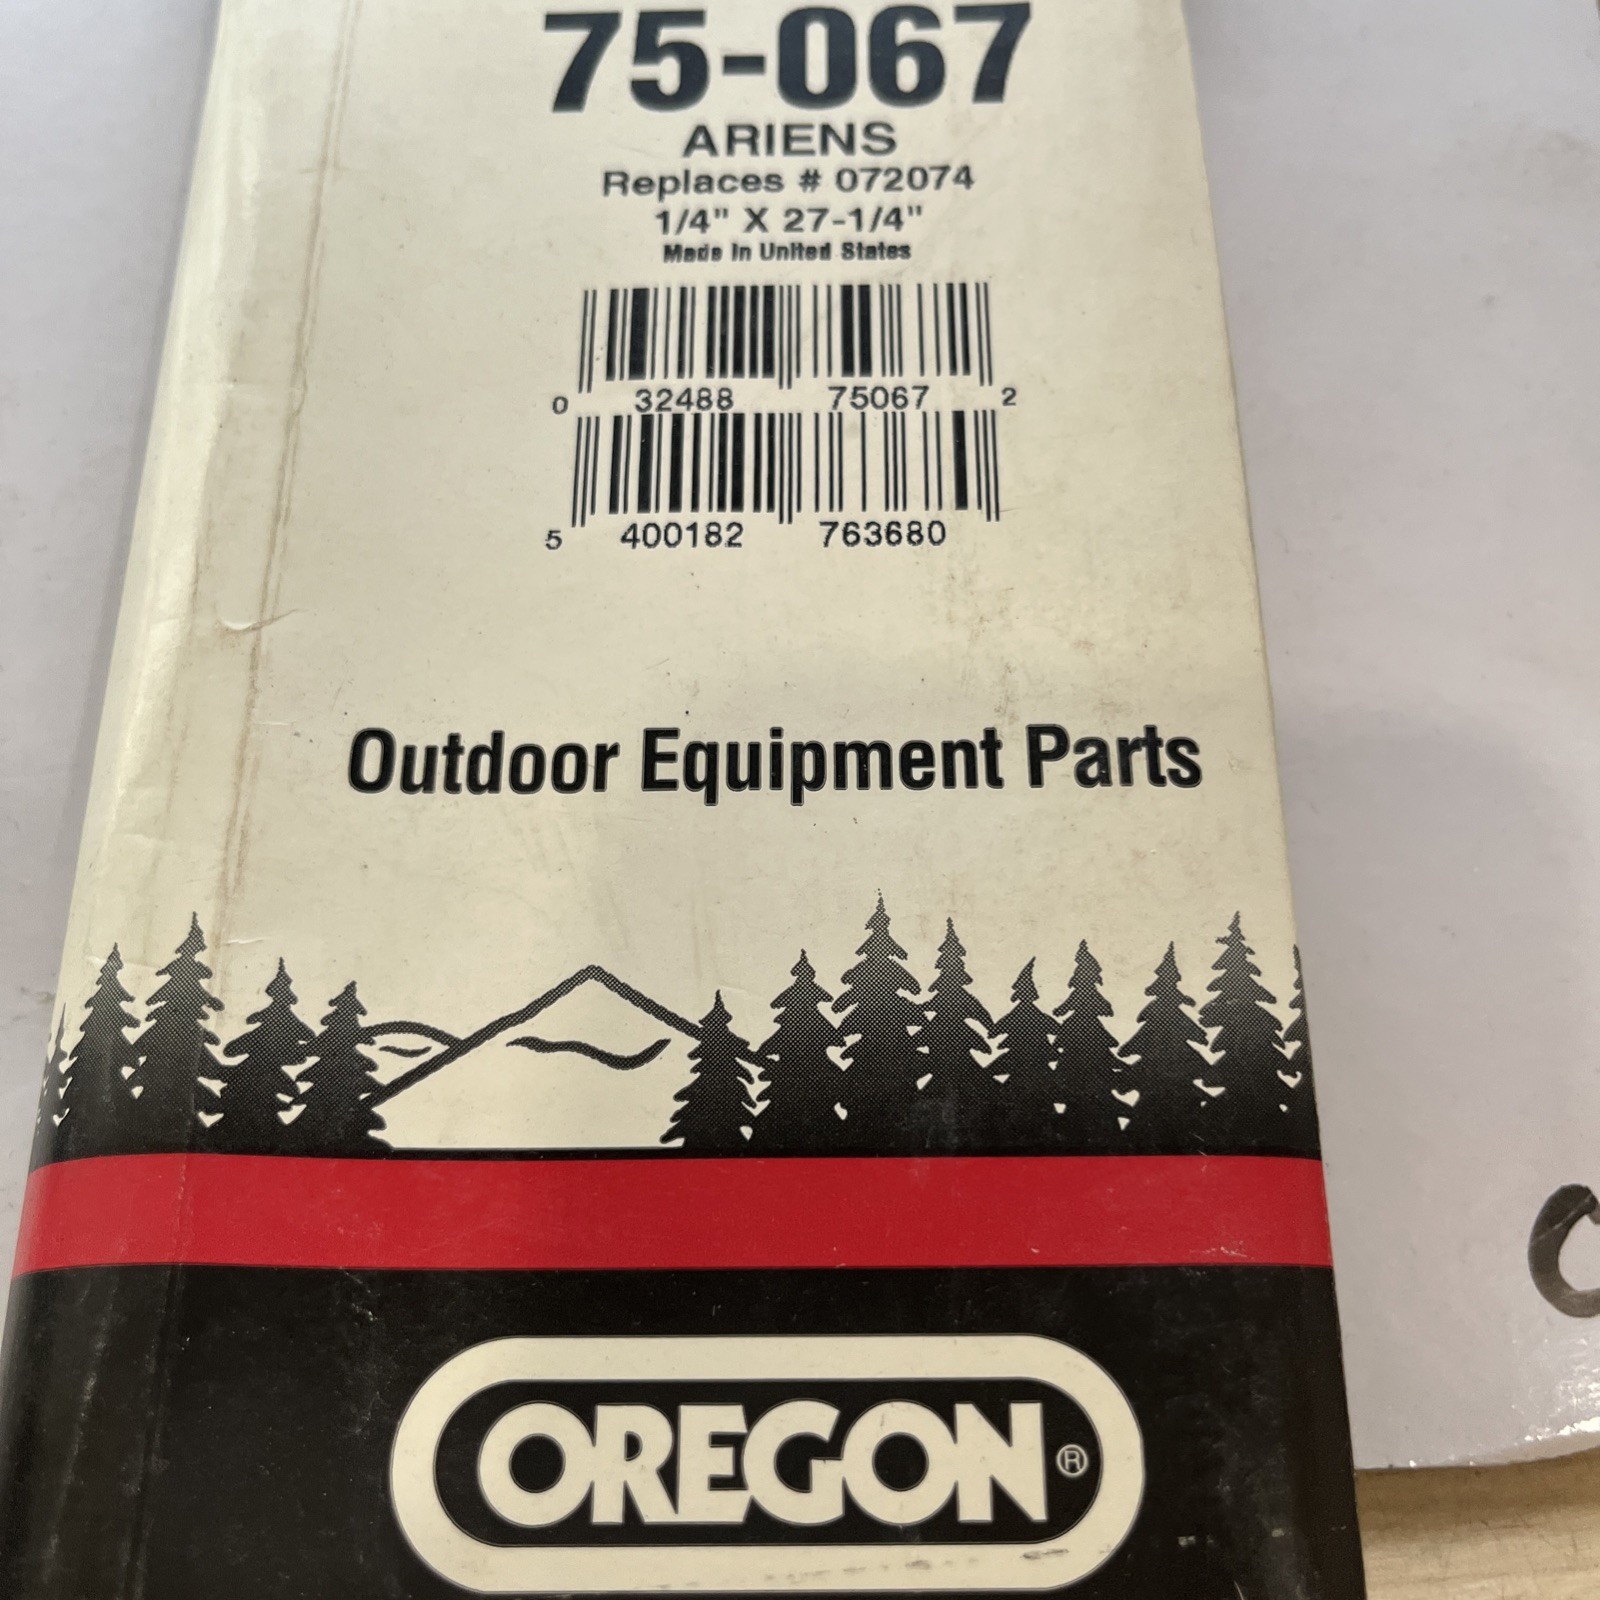 75-067
ARIENS
Replaces # 072074
1/4" X 27-1/4"
Made In United States
0 32488 75067 2
5 400182 763680
Outdoor Equipment Parts
OREGON®